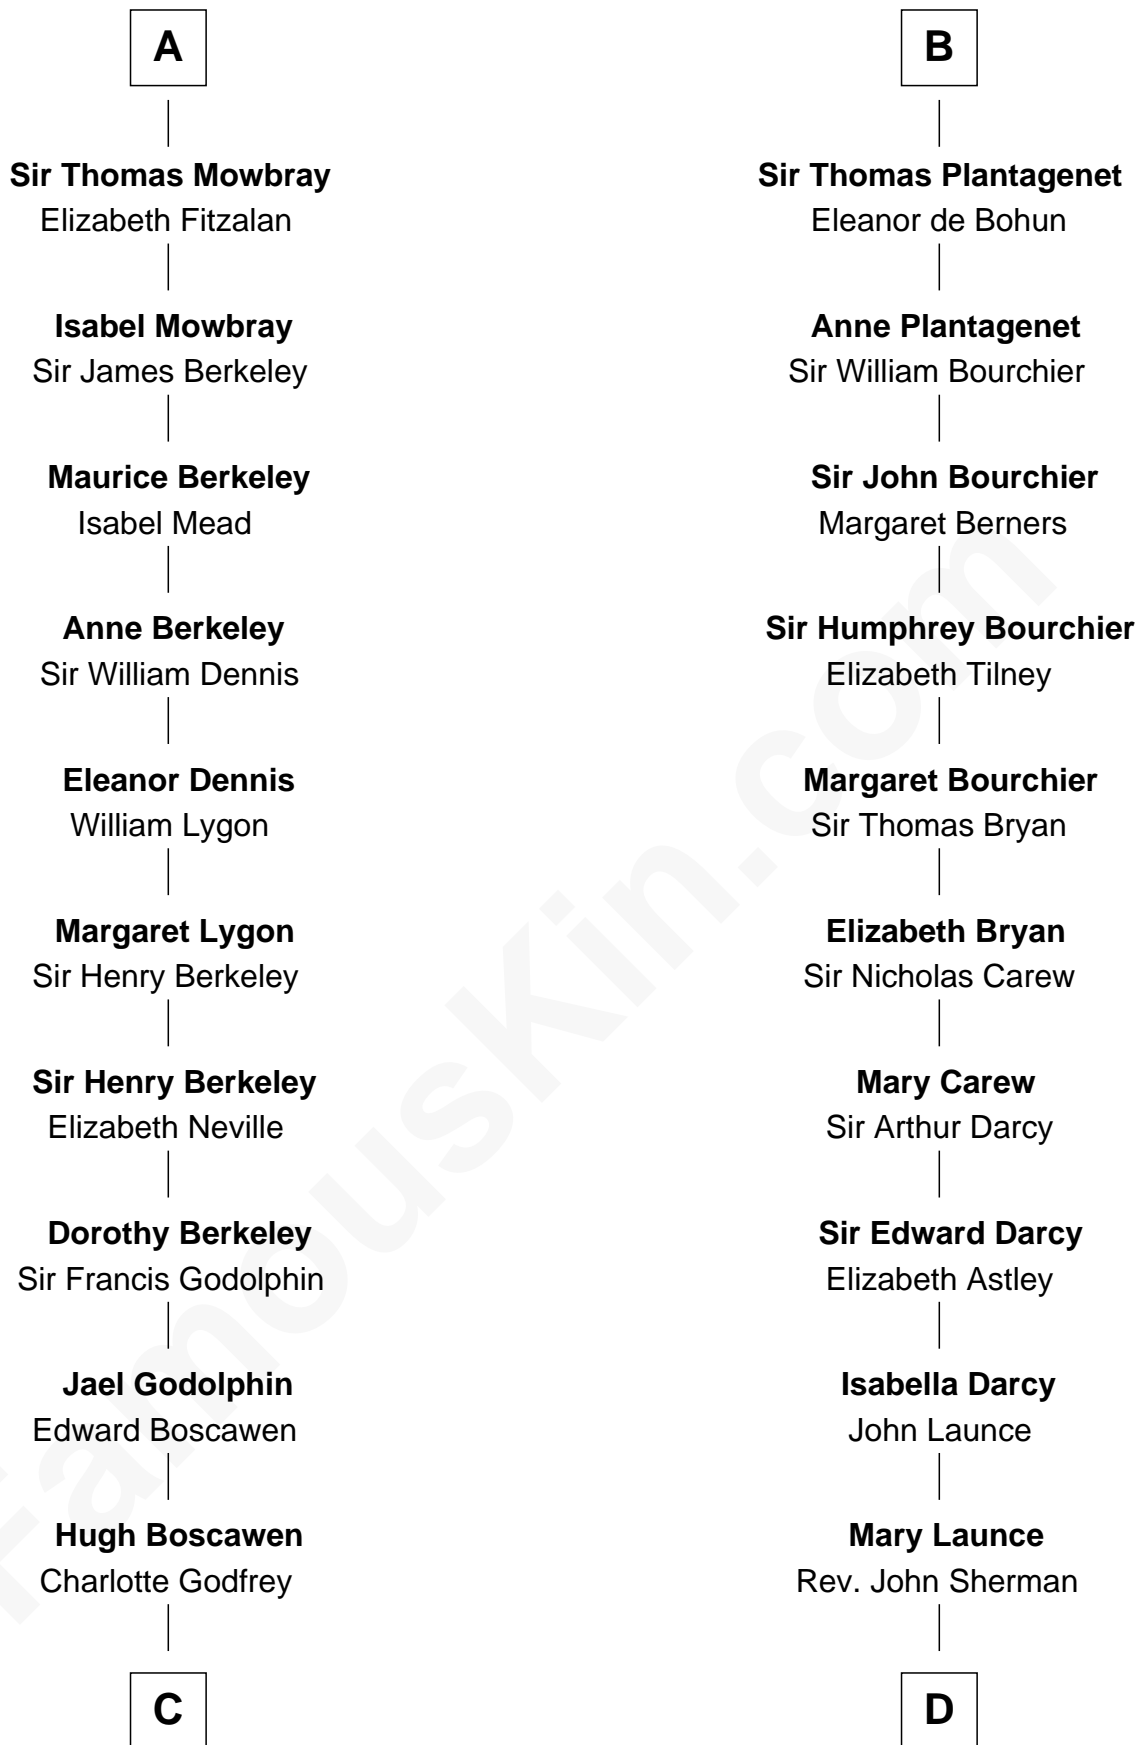 A
Sir Thomas Mowbray
Elizabeth Fitzalan
Isabel Mowbray
Sir James Berkeley
Maurice Berkeley
Isabel Mead
Anne Berkeley
Sir William Dennis
Eleanor Dennis
William Lygon
Margaret Lygon
Sir Henry Berkeley
Sir Henry Berkeley
Elizabeth Neville
Dorothy Berkeley
Sir Francis Godolphin
Jael Godolphin
Edward Boscawen
Hugh Boscawen
Charlotte Godfrey
C
B
Sir Thomas Plantagenet
Eleanor de Bohun
Anne Plantagenet
Sir William Bourchier
Sir John Bourchier
Margaret Berners
Sir Humphrey Bourchier
Elizabeth Tilney
Margaret Bourchier
Sir Thomas Bryan
Elizabeth Bryan
Sir Nicholas Carew
Mary Carew
Sir Arthur Darcy
Sir Edward Darcy
Elizabeth Astley
Isabella Darcy
John Launce
Mary Launce
Rev. John Sherman
D
FamousKin.com